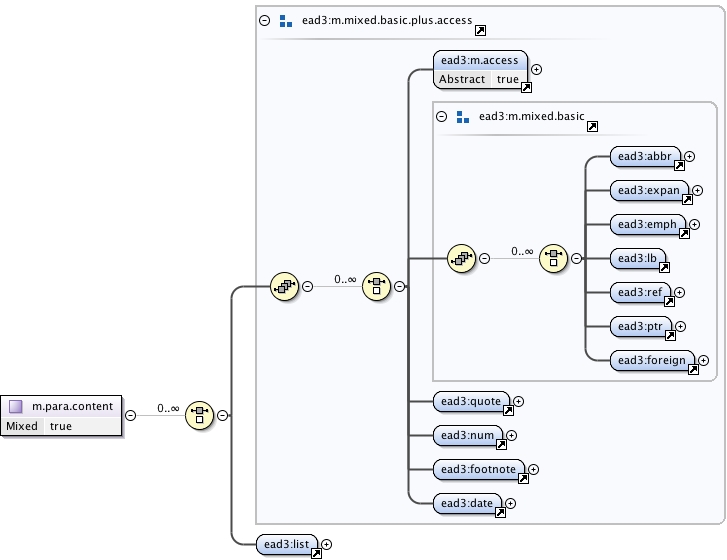 ead3:m.mixed.basic.plus.access
ead3:m.access
Abstract true
ead3:m.mixed.basic
ead3:abbr
ead3:expan
ead3:emph
0..∞
ead3:lb
0..∞
ead3:ref
ead3:ptr
ead3:foreign
ead3:quote
m.para.content
0..∞
Mixed true
ead3:num
ead3:footnote
ead3:date
ead3:list